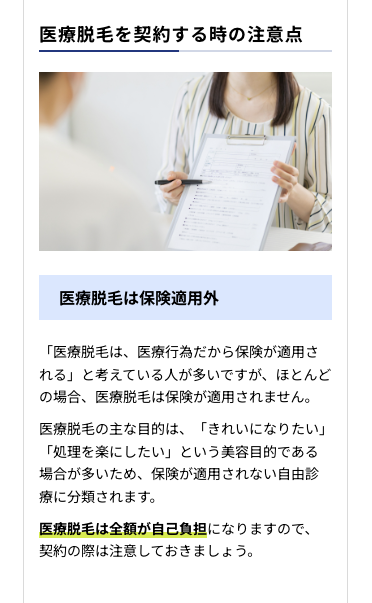 医療脱毛を契約する時の注意点
医療脱毛は保険適用外
「医療脱毛は、医療行為だから保険が適用さ
れる」と考えている人が多いですが、ほとんど
の場合、医療脱毛は保険が適用されません。
医療脱毛の主な目的は、「きれいになりたい」
「処理を楽にしたい」という美容目的である
場合が多いため、保険が適用されない自由診
療に分類されます。
医療脱毛は全額が自己負担になりますので、
契約の際は注意しておきましょう。